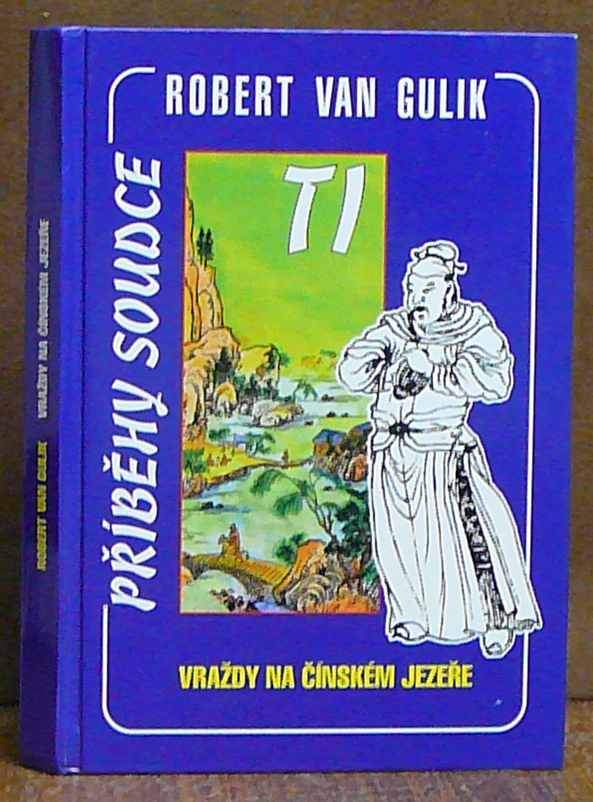 ROBERT VAN GULIK
PŘÍBĚHY SOUDCE
TI
VRAŽDY NA ČÍNSKÉM JEZEŘE
ROBERT VAN GULIK VRAŽDY NA ČÍNSKÉM JEZEŘE